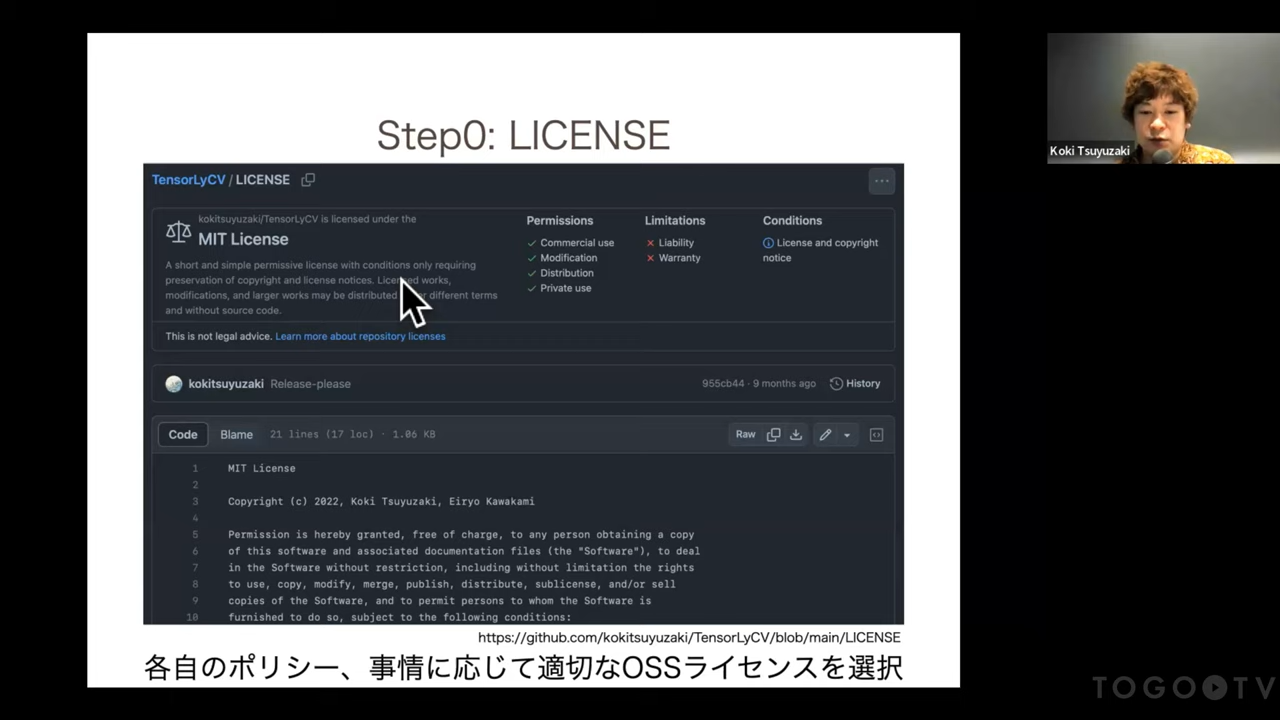 Step0: LICENSE
TensorLyCV / LICENSE
kokitsuyuzaki/TensorLyCV is licensed under the
MIT License
A short and simple permissive license with conditions only requiring
preservation of copyright and license notices. Licensed works,
modifications, and larger works may be distributed different terms
and without source code.
Permissions
Commercial use
Modification
Distribution
Private use
Limitations
Liability
Warranty
Conditions
License and copyright
notice
This is not legal advice. Learn more about repository licenses
kokitsuyuzaki Release-please
955cb44 · 9 months ago
History
Code Blame 21 lines (17 loc) · 1.06 KB
Raw
1 MIT License
2
3 Copyright (c) 2022, Koki Tsuyuzaki, Eiryo Kawakami
4
5 Permission is hereby granted, free of charge, to any person obtaining a copy
6 of this software and associated documentation files (the "Software"), to deal
7 in the Software without restriction, including without limitation the rights
8 to use, copy, modify, merge, publish, distribute, sublicense, and/or sell
9 copies of the Software, and to permit persons to whom the Software is
10 furnished to do so, subject to the following conditions:
https://github.com/kokitsuyuzaki/TensorLyCV/blob/main/LICENSE
各自のポリシー、事情に応じて適切なOSSライセンスを選択
Koki Tsuyuzaki
TOGO TV